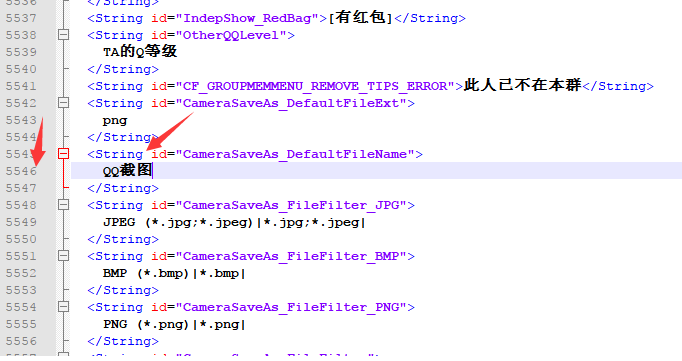 5536 </String>
5537 <String id="IndepShow_RedBag">[有红包]</String>
5538 <String id="OtherQQLevel">
5539 TA的Q等级
5540 </String>
5541 <String id="CF_GROUPMEMMENU_REMOVE_TIPS_ERROR">此人已不在本群</String>
5542 <String id="CameraSaveAs_DefaultFileExt">
5543 png
5544 </String>
5545 <String id="CameraSaveAs_DefaultFileName">
5546 QQ截图
5547 </String>
5548 <String id="CameraSaveAs_FileFilter_JPG">
5549 JPEG (*.jpg;*.jpeg)|*.jpg;*.jpeg|
5550 </String>
5551 <String id="CameraSaveAs_FileFilter_BMP">
5552 BMP (*.bmp)|*.bmp|
5553 </String>
5554 <String id="CameraSaveAs_FileFilter_PNG">
5555 PNG (*.png)|*.png|
5556 </String>